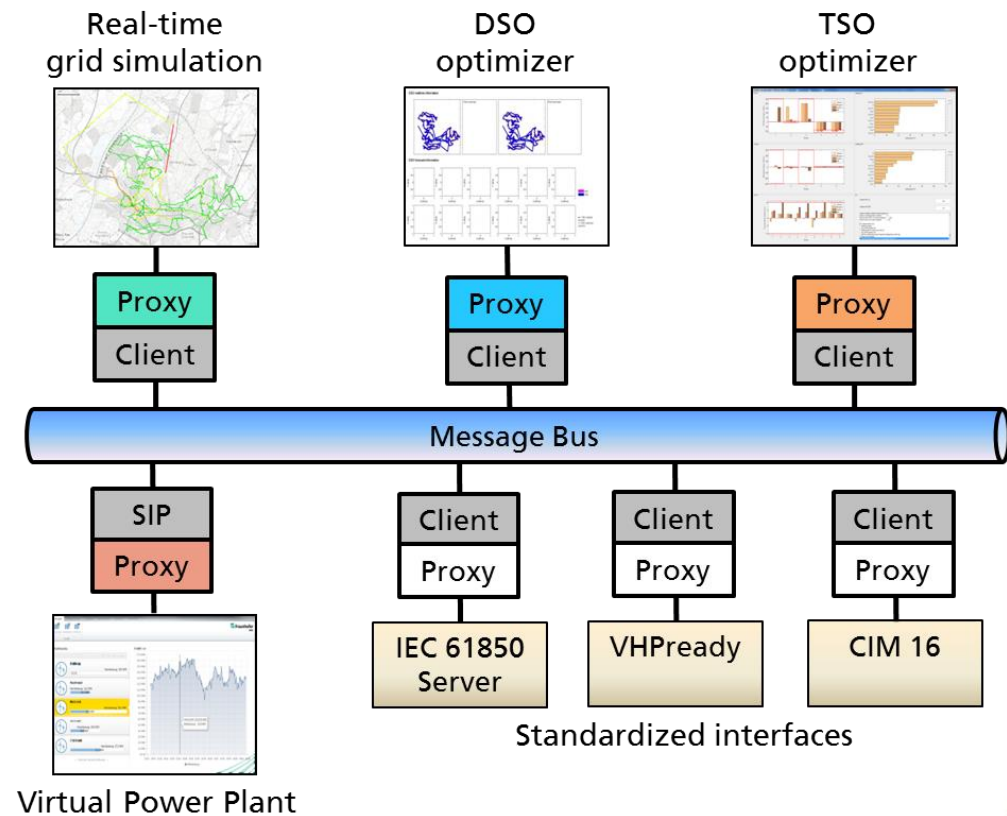 Real-time
grid simulation
DSO
optimizer
TSO
optimizer
Proxy
Client
Proxy
Client
Proxy
Client
Message Bus
SIP
Proxy
Client
Proxy
Client
Proxy
Client
Proxy
IEC 61850
Server
VHPready
CIM 16
Standardized interfaces
Virtual Power Plant